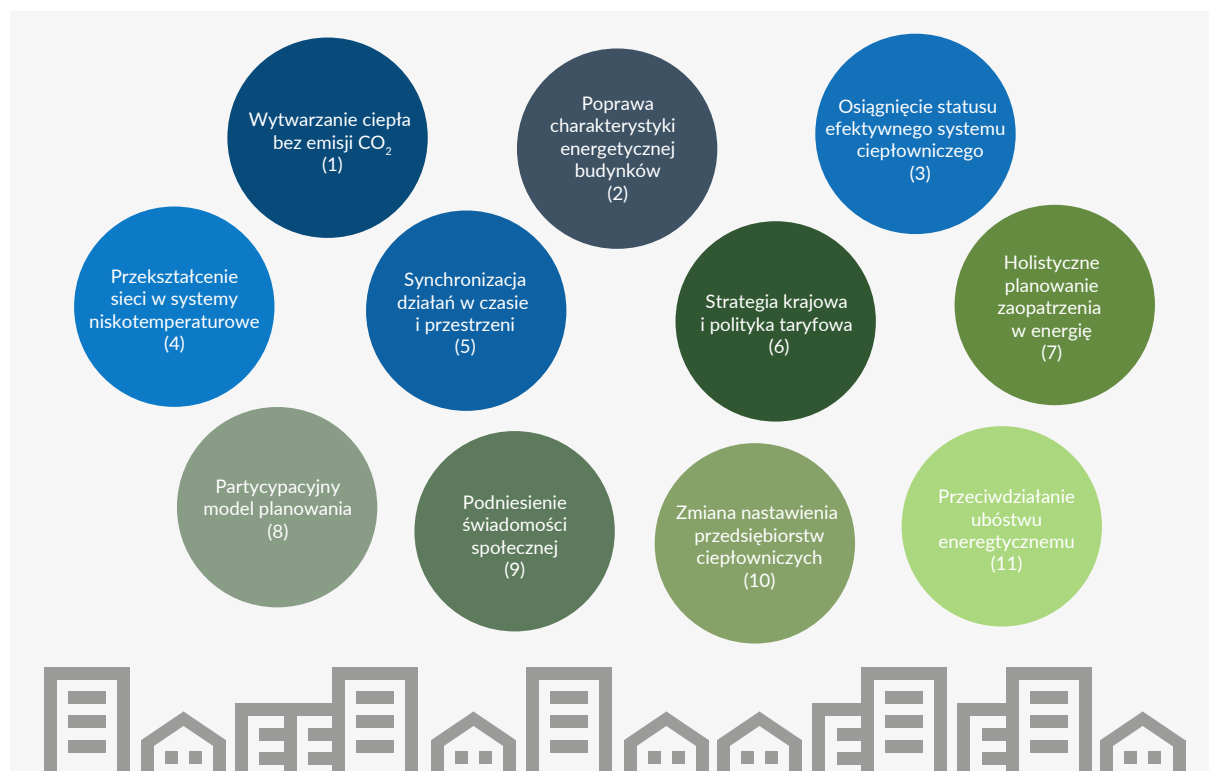 Wytwarzanie ciepła
bez emisji CO₂
(1)
Poprawa
charakterystyki
energetycznej
budynków
(2)
Osiągnięcie statusu
efektywnego systemu
ciepłowniczego
(3)
Przekształcenie
sieci w systemy
niskotemperaturowe
(4)
Synchronizacja
działań w czasie
i przestrzeni
(5)
Strategia krajowa
i polityka taryfowa
(6)
Holistyczne
planowanie
zaopatrzenia
w energię
(7)
Partycypacyjny
model planowania
(8)
Podniesienie
świadomości
społecznej
(9)
Zmiana nastawienia
przedsiębiorstw
ciepłowniczych
(10)
Przeciwdziałanie
ubóstwu
eneregtycznemu
(11)